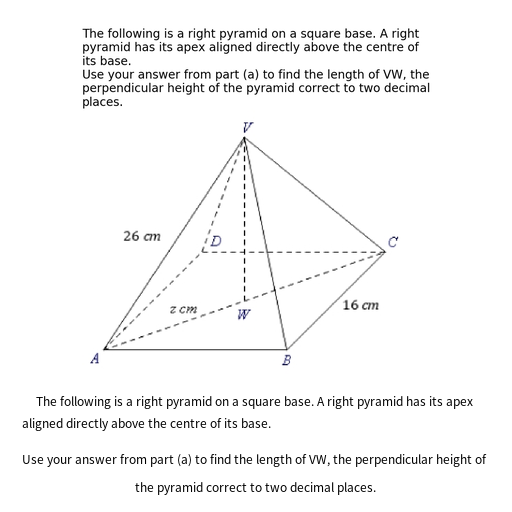 The following is a right pyramid on a square base. A right
pyramid has its apex aligned directly above the centre of
its base.
Use your answer from part (a) to find the length of VW, the
perpendicular height of the pyramid correct to two decimal
places.
V
26 cm
D
C
z cm
W
16 cm
A
B
The following is a right pyramid on a square base. A right pyramid has its apex
aligned directly above the centre of its base.
Use your answer from part (a) to find the length of VW, the perpendicular height of
the pyramid correct to two decimal places.